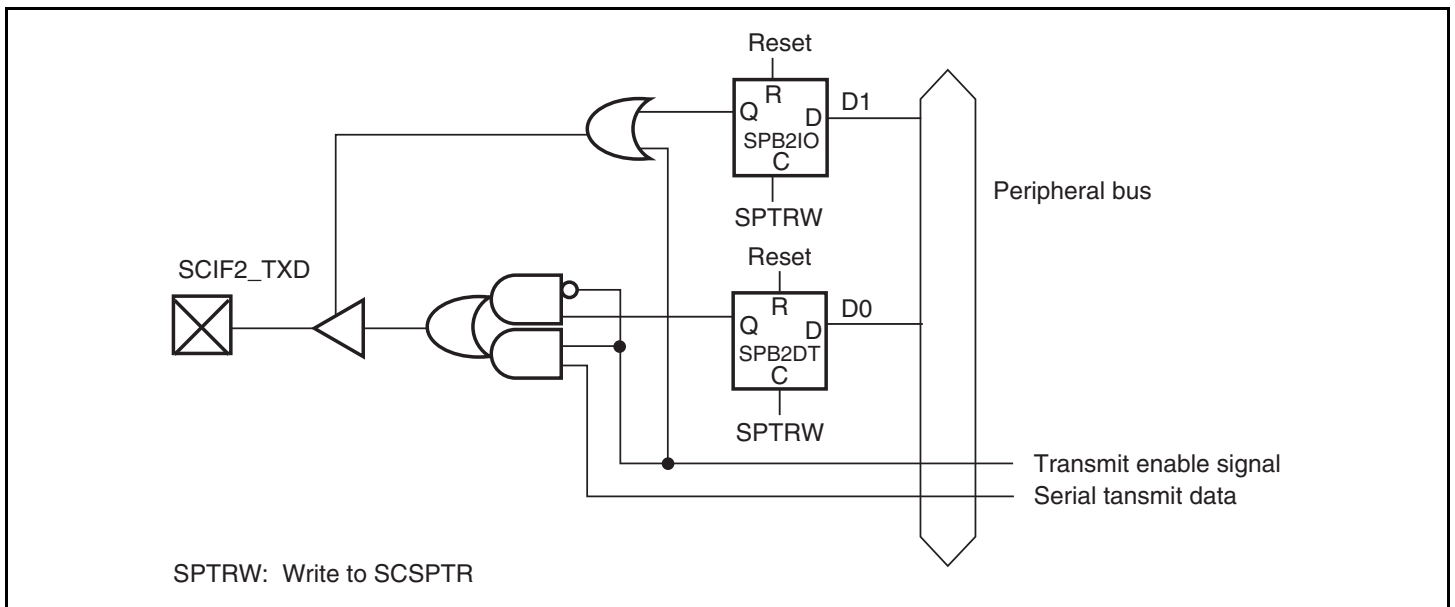 Reset
R
Q
D
D1
SPB2IO
C
SPTRW
Peripheral bus
Reset
SCIF2_TXD
R
Q
D
D0
SPB2DT
C
SPTRW
Transmit enable signal
Serial tansmit data
SPTRW: Write to SCSPTR